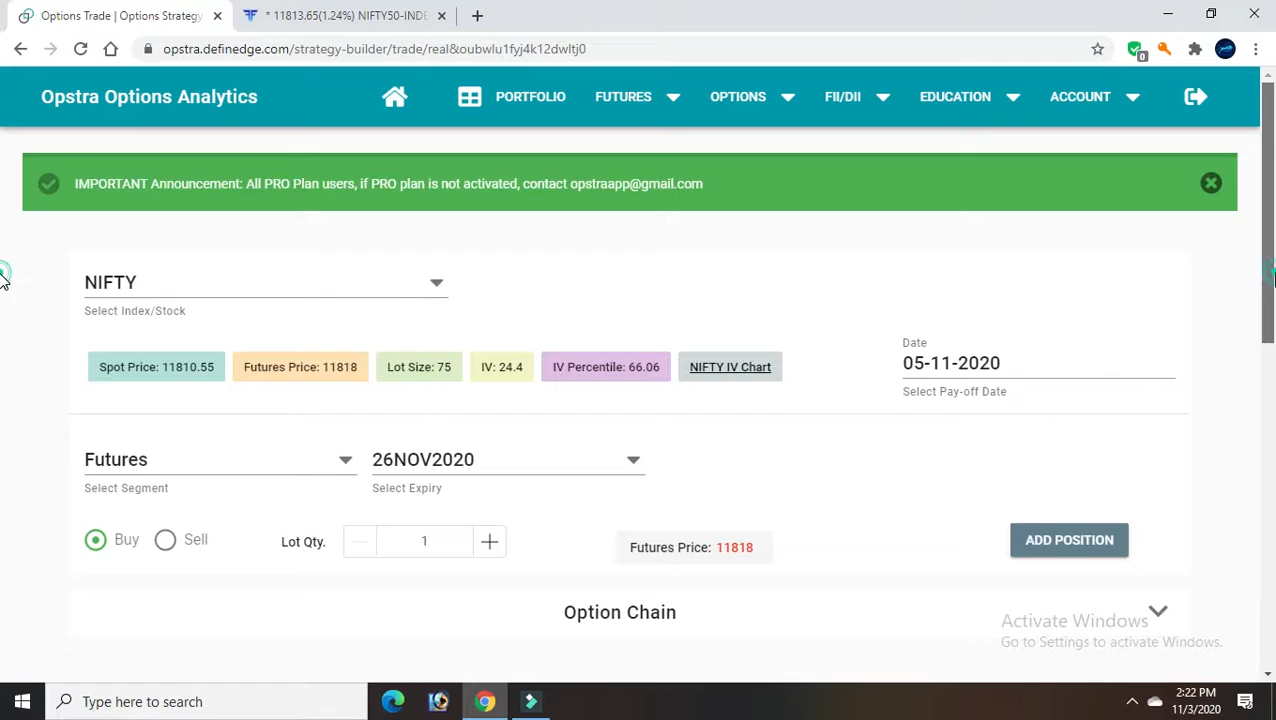 Options Trade | Options Strategy
* 11813.65(1.24%) NIFTY50-INDE
opstra.definedge.com/strategy-builder/trade/real&oubwlu1fyj4k12dwltj0
0
Opstra Options Analytics
PORTFOLIO
FUTURES
OPTIONS
FII/DII
EDUCATION
ACCOUNT
IMPORTANT Announcement: All PRO Plan users, if PRO plan is not activated, contact opstraapp@gmail.com
NIFTY
Select Index/Stock
Spot Price: 11810.55
Futures Price: 11818
Lot Size: 75
IV: 24.4
IV Percentile: 66.06
NIFTY IV Chart
Date
05-11-2020
Select Pay-off Date
Futures
Select Segment
26NOV2020
Select Expiry
Buy
Sell
Lot Qty.
1
Futures Price: 11818
ADD POSITION
Option Chain
Activate Windows
Go to Settings to activate Windows.
Type here to search
2:22 PM
11/3/2020